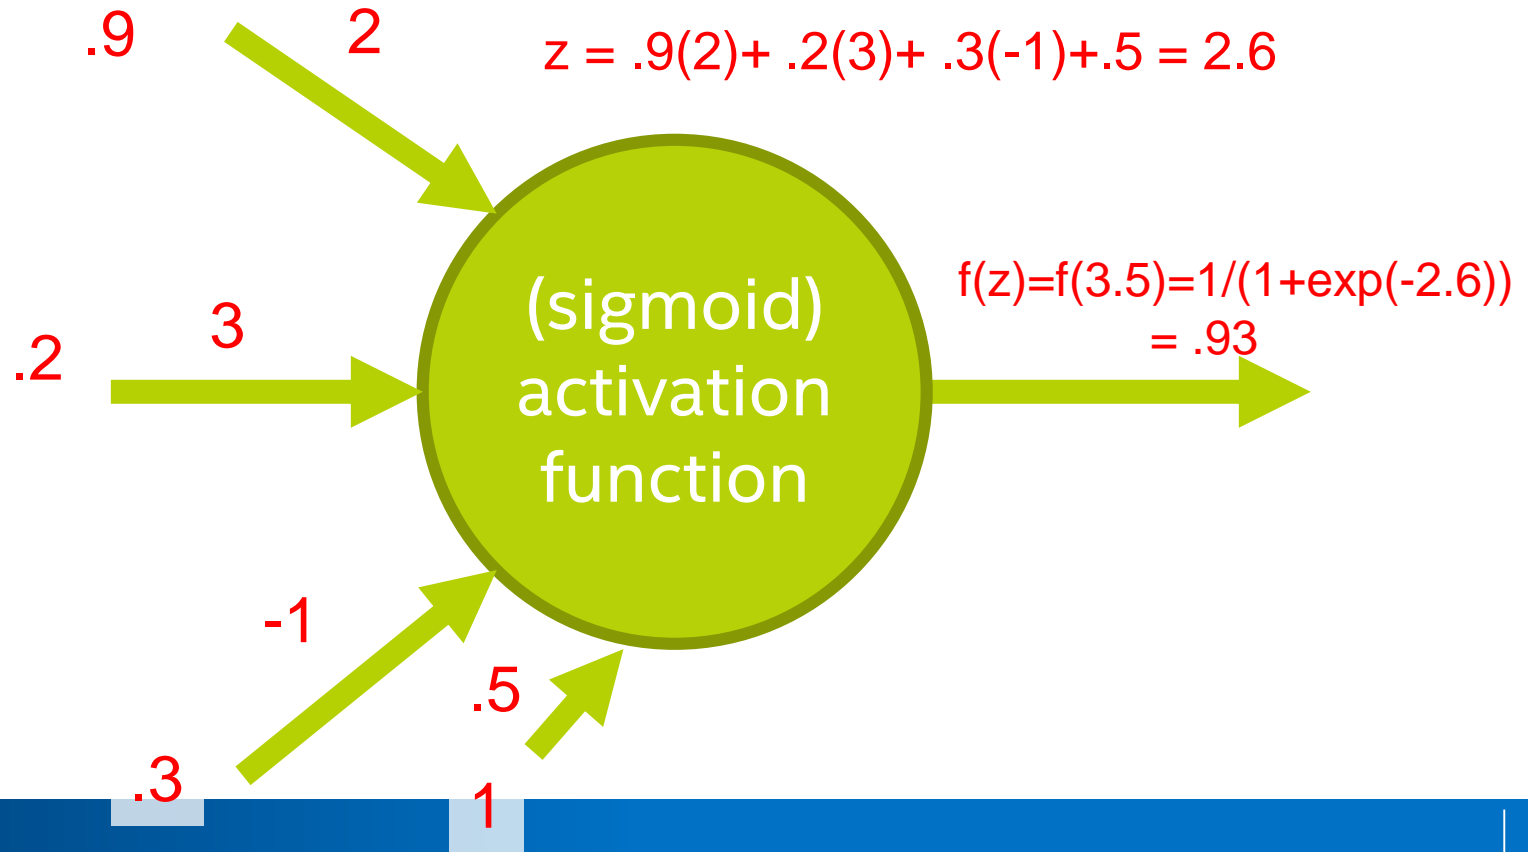 .9
2
z = .9(2)+ .2(3)+ .3(-1)+.5 = 2.6
f(z)=f(3.5)=1/(1+exp(-2.6))
= .93
(sigmoid)
activation
function
.2
3
-1
.5
.3
1